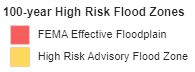 100-year High Risk Flood Zones
FEMA Effective Floodplain
High Risk Advisory Flood Zone